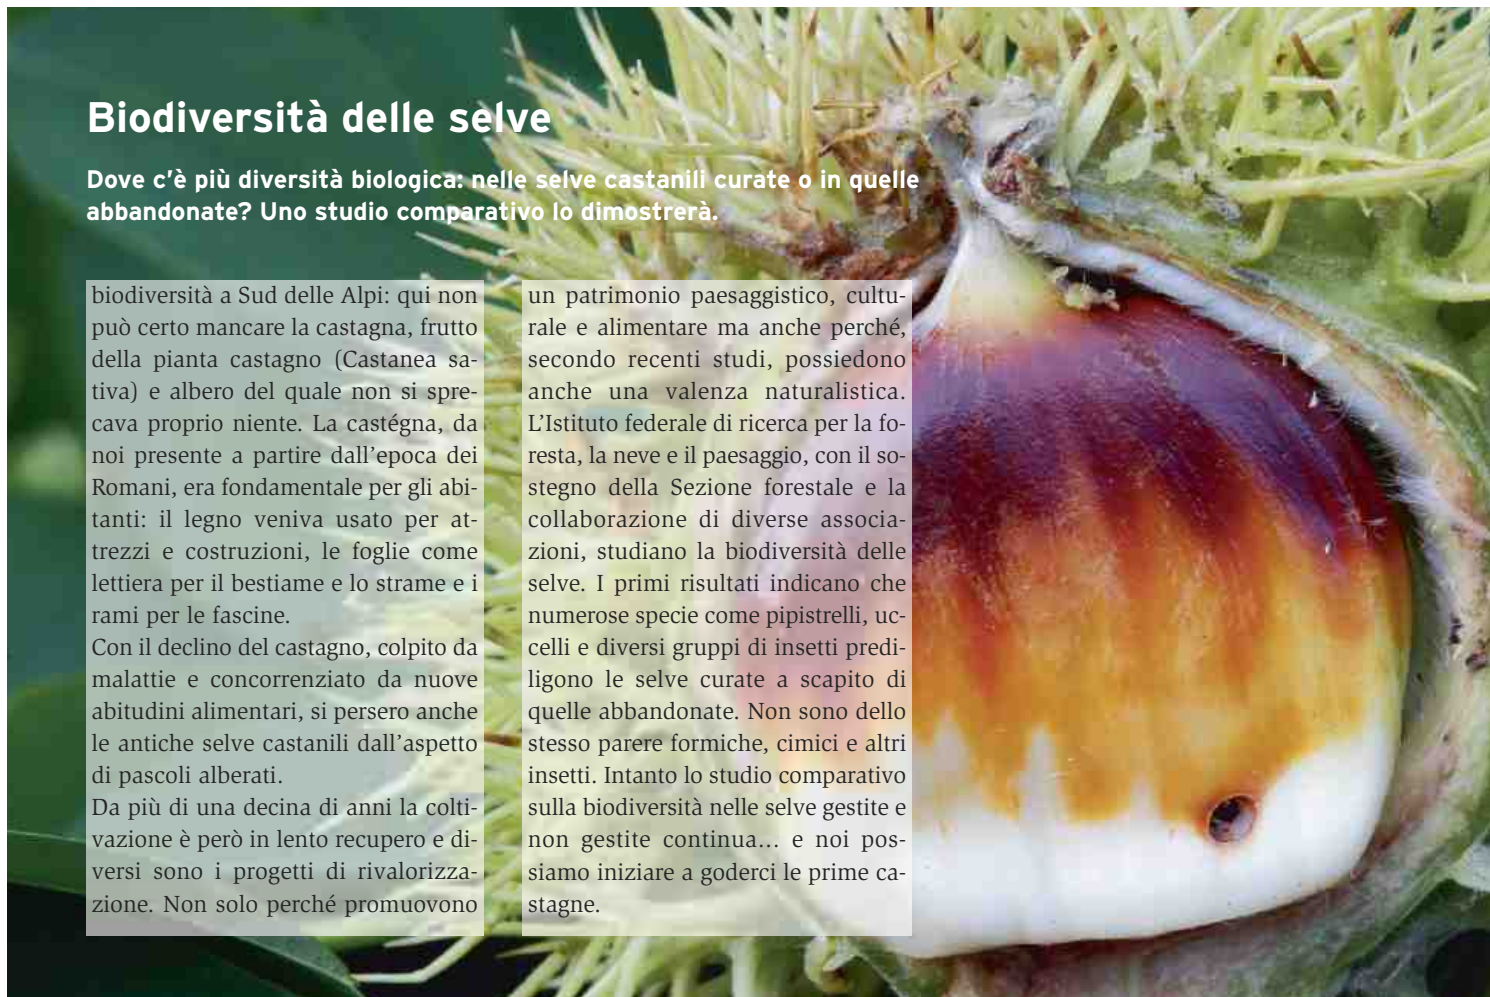 Biodiversità delle selve
Dove c'è più diversità biologica: nelle selve castanili curate o in quelle
abbandonate? Uno studio comparativo lo dimostrerà.
biodiversità a Sud delle Alpi: qui non
può certo mancare la castagna, frutto
della pianta castagno (Castanea sa-
tiva) e albero del quale non si spre-
cava proprio niente. La castégna, da
noi presente a partire dall'epoca dei
Romani, era fondamentale per gli abi-
tanti: il legno veniva usato per at-
trezzi e costruzioni, le foglie come
lettiera per il bestiame e lo strame e i
rami per le fascine.
Con il declino del castagno, colpito da
malattie e concorrenziato da nuove
abitudini alimentari, si persero anche
le antiche selve castanili dall'aspetto
di pascoli alberati.
Da più di una decina di anni la colti-
vazione è però in lento recupero e di-
versi sono i progetti di rivalorizza-
zione. Non solo perché promuovono
un patrimonio paesaggistico, cultu-
rale e alimentare ma anche perché,
secondo recenti studi, possiedono
anche una valenza naturalistica.
L'Istituto federale di ricerca per la fo-
resta, la neve e il paesaggio, con il so-
stegno della Sezione forestale e la
collaborazione di diverse associa-
zioni, studiano la biodiversità delle
selve. I primi risultati indicano che
numerose specie come pipistrelli, uc-
celli e diversi gruppi di insetti predi-
ligono le selve curate a scapito di
quelle abbandonate. Non sono dello
stesso parere formiche, cimici e altri
insetti. Intanto lo studio comparativo
sulla biodiversità nelle selve gestite e
non gestite continua... e noi pos-
siamo iniziare a goderci le prime ca-
stagne.